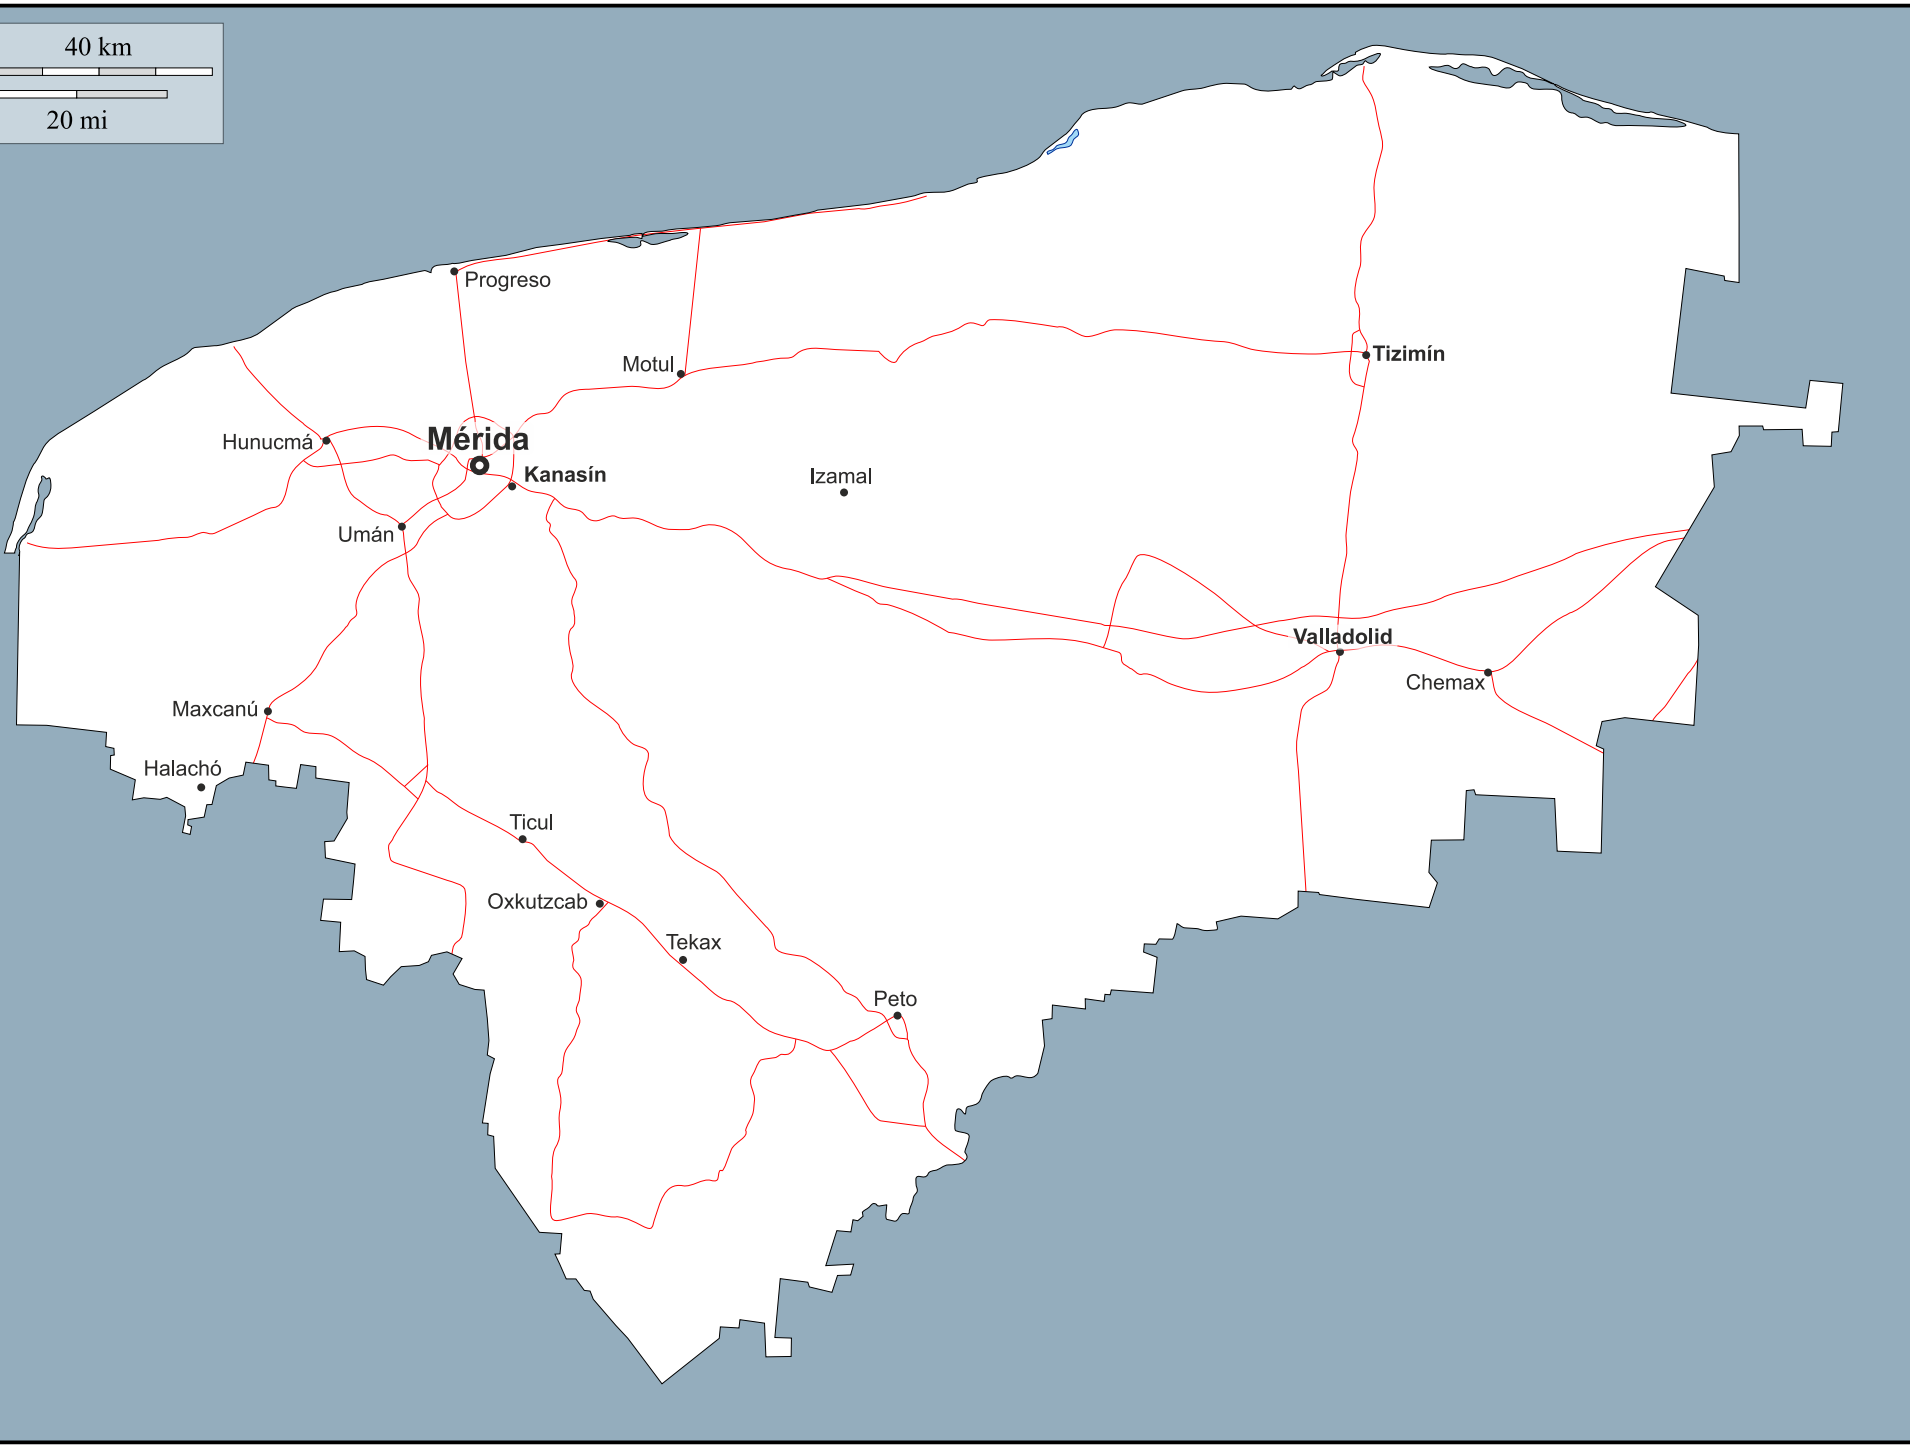 40 km
20 mi
Progreso
Motul
Tizimín
Hunucmá
Mérida
Kanasín
Izamal
Umán
Valladolid
Chemax
Maxcanú
Halachó
Ticul
Oxkutzcab
Tekax
Peto